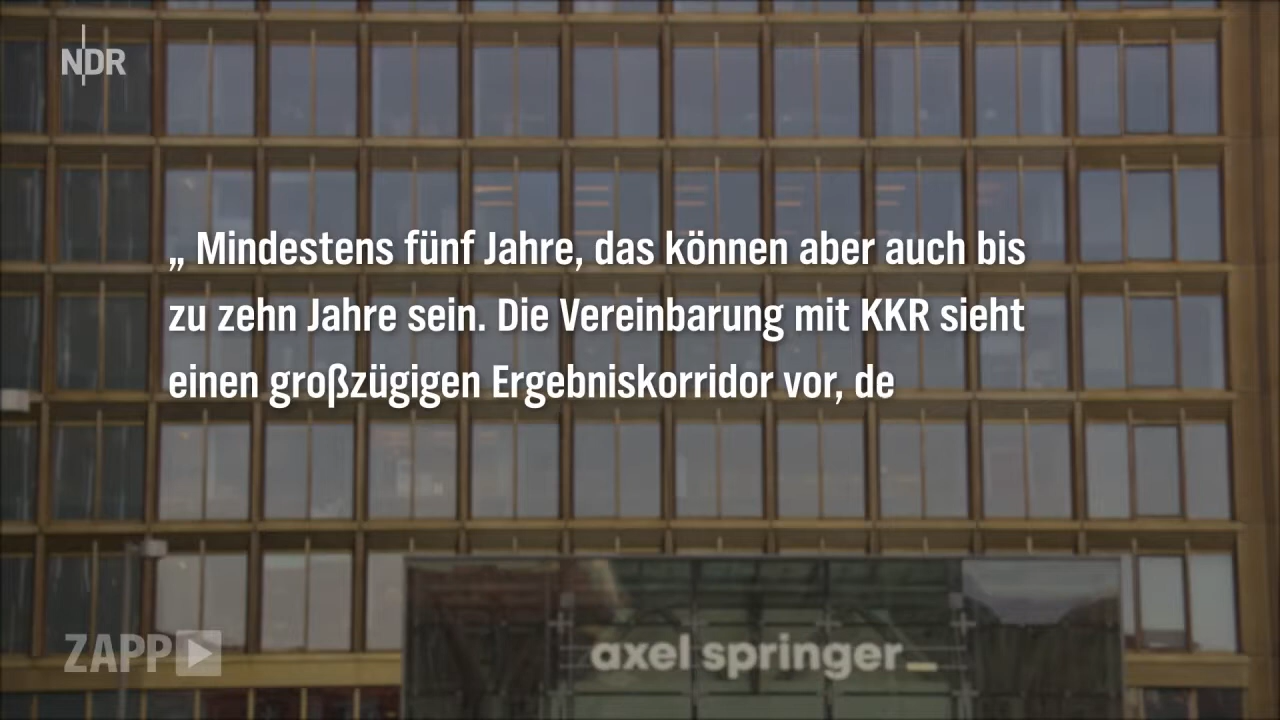 NDR
„ Mindestens fünf Jahre, das können aber auch bis
zu zehn Jahre sein. Die Vereinbarung mit KKR sieht
einen großzügigen Ergebniskorridor vor, de
axel springer_
ZAPP